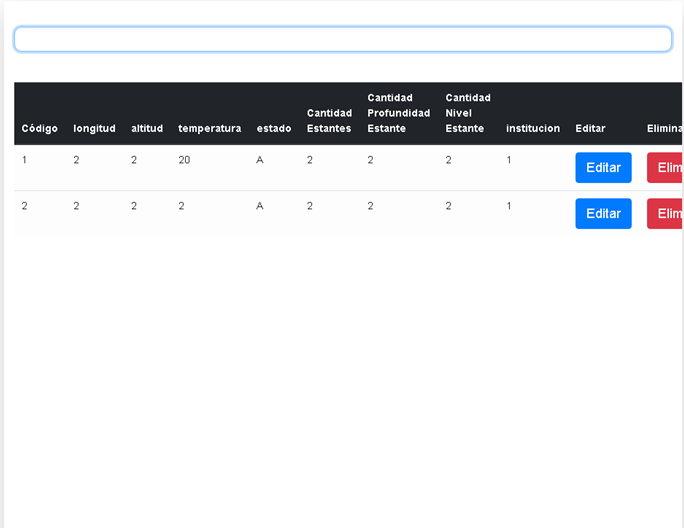 Código longitud altitud temperatura estado Cantidad Estantes Cantidad Profundidad Estante Cantidad Nivel Estante institucion Editar Elimina
1 2 2 20 A 2 2 2 1 Editar Elim
2 2 2 2 A 2 2 2 1 Editar Elim